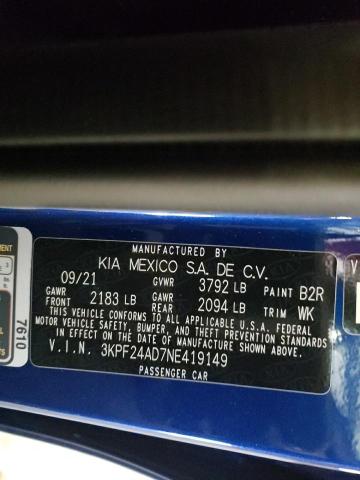 MANUFACTURED BY
KIA MEXICO S.A. DE C.V.
09/21 GVWR 3792 LB PAINT B2R
GAWR FRONT 2183 LB GAWR REAR 2094 LB TRIM WK
THIS VEHICLE CONFORMS TO ALL APPLICABLE U.S.A. FEDERAL
MOTOR VEHICLE SAFETY, BUMPER, AND THEFT PREVENTION
STANDARDS IN EFFECT ON THE DATE OF MANUFACTURE SHOWN ABOVE.
V.I.N. 3KPF24AD7NE419149
PASSENGER CAR
7610